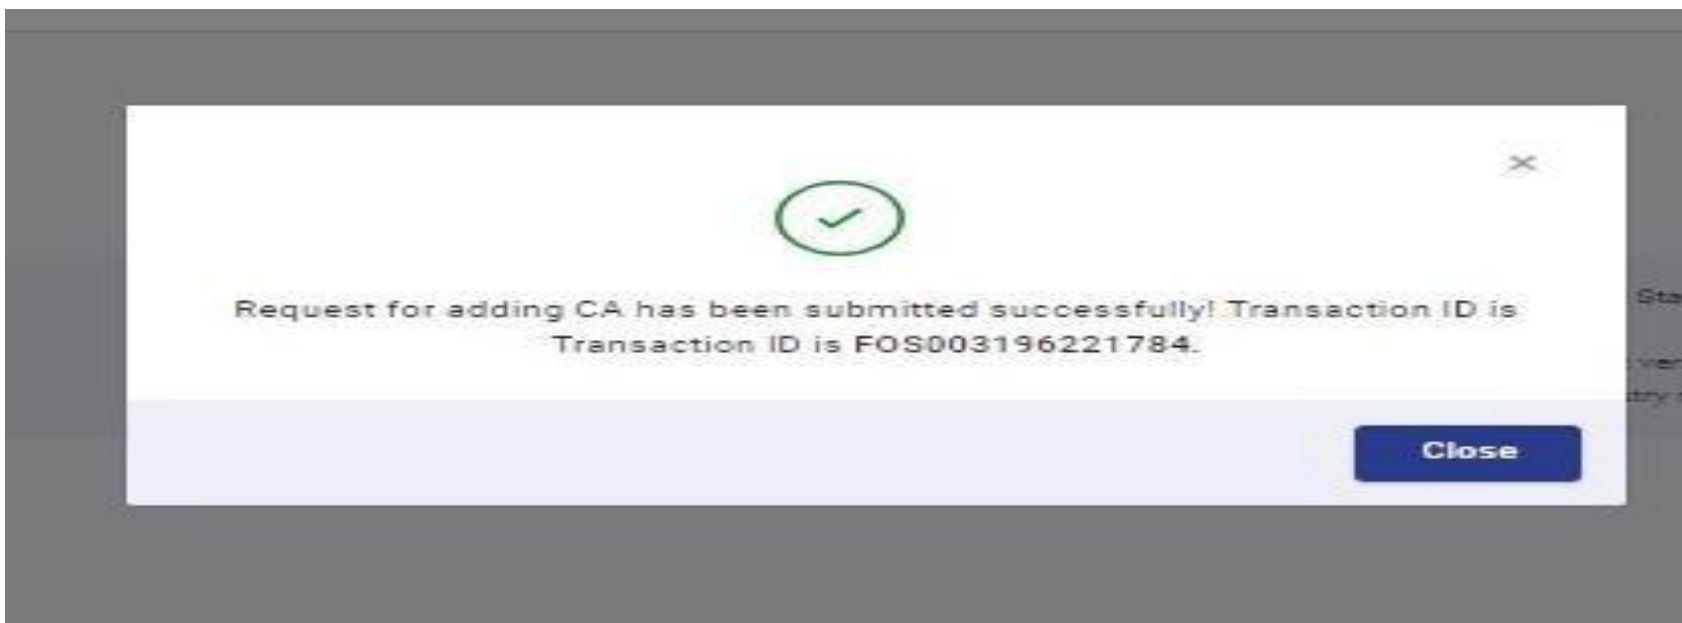 Request for adding CA has been submitted successfully! Transaction ID is
Transaction ID is FOS003196221784.
Close